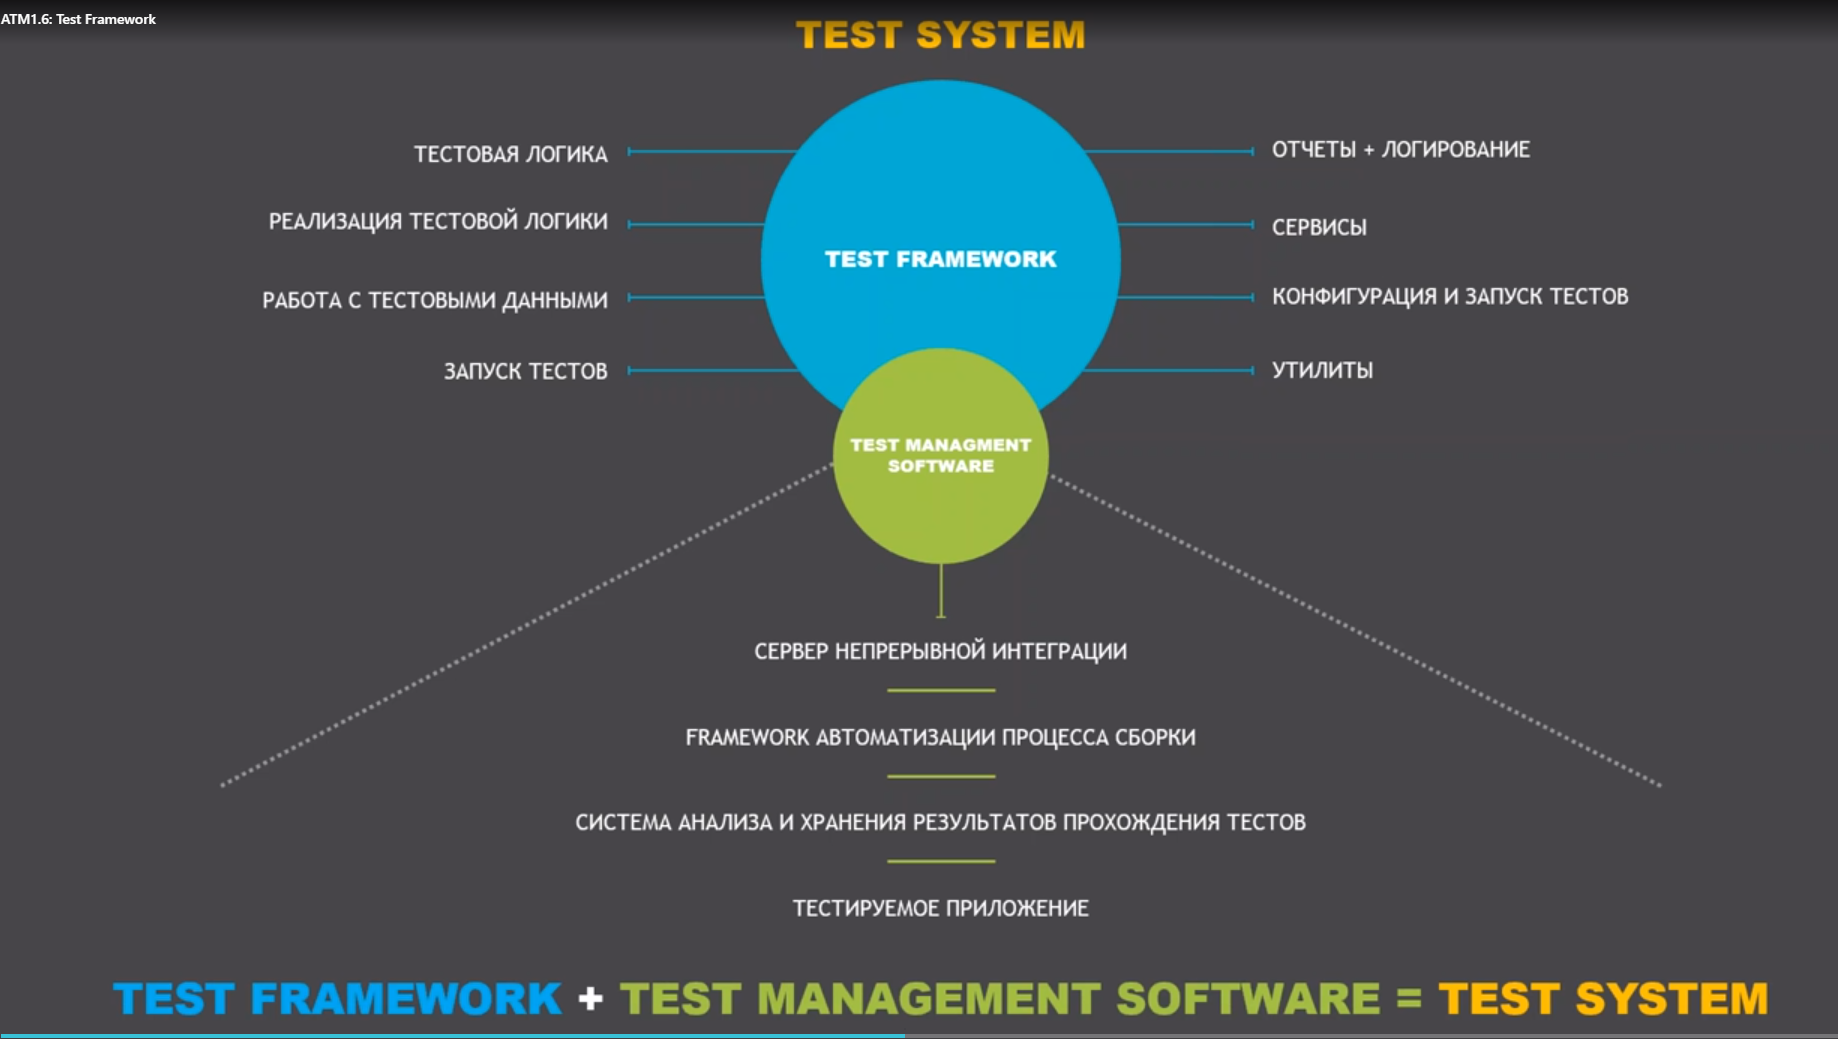 ATM1.6: Test Framework
TEST SYSTEM
ТЕСТОВАЯ ЛОГИКА
РЕАЛИЗАЦИЯ ТЕСТОВОЙ ЛОГИКИ
РАБОТА С ТЕСТОВЫМИ ДАННЫМИ
ЗАПУСК ТЕСТОВ
TEST FRAMEWORK
ОТЧЕТЫ + ЛОГИРОВАНИЕ
СЕРВИСЫ
КОНФИГУРАЦИЯ И ЗАПУСК ТЕСТОВ
УТИЛИТЫ
TEST MANAGMENT
SOFTWARE
СЕРВЕР НЕПРЕРЫВНОЙ ИНТЕГРАЦИИ
FRAMEWORK АВТОМАТИЗАЦИИ ПРОЦЕССА СБОРКИ
СИСТЕМА АНАЛИЗА И ХРАНЕНИЯ РЕЗУЛЬТАТОВ ПРОХОЖДЕНИЯ ТЕСТОВ
ТЕСТИРУЕМОЕ ПРИЛОЖЕНИЕ
TEST FRAMEWORK + TEST MANAGEMENT SOFTWARE = TEST SYSTEM